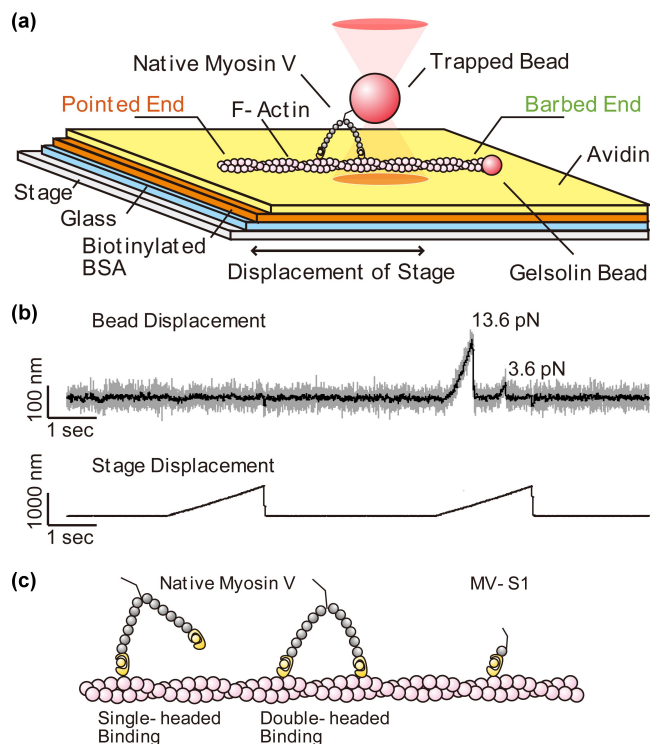 (a)
Native Myosin V
Trapped Bead
Pointed End
F-Actin
Barbed End
Avidin
Stage
Glass
Biotinylated
BSA
Displacement of Stage
Gelsolin Bead
(b)
Bead Displacement
13.6 pN
3.6 pN
100 nm
1 sec
Stage Displacement
1000 nm
1 sec
(c)
Native Myosin V
MV-S1
Single-headed
Binding
Double-headed
Binding